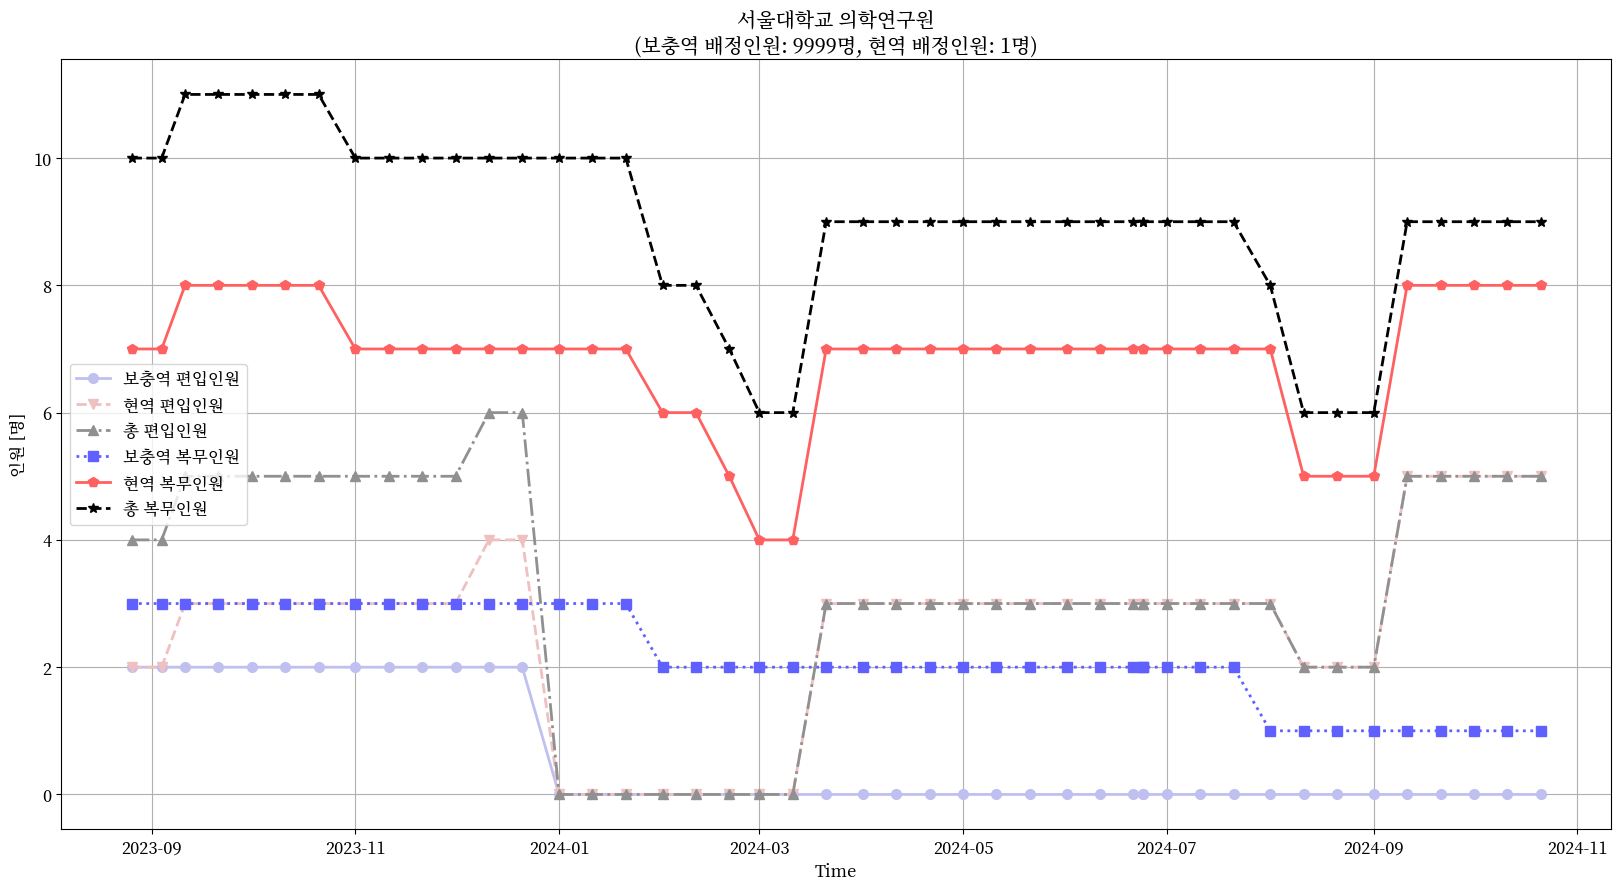 서울대학교 의학연구원
(보충역 배정인원: 9999명, 현역 배정인원: 1명)
인원 [명]
10
8
6
4
2
0
보충역 편입인원
현역 편입인원
총 편입인원
보충역 복무인원
현역 복무인원
총 복무인원
2023-09 2023-11 2024-01 2024-03 2024-05 2024-07 2024-09 2024-11
Time